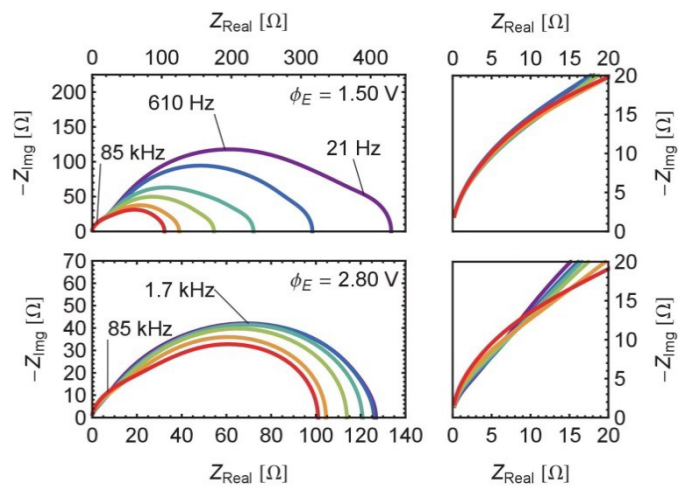 Z_Real [Ω]
Z_Real [Ω]
0 100 200 300 400
0 5 10 15 20
200
150
100
50
0
-Z_Img [Ω]
ϕ_E = 1.50 V
610 Hz
85 kHz
21 Hz
20
15
10
5
0
-Z_Img [Ω]
70
60
50
40
30
20
10
0
-Z_Img [Ω]
ϕ_E = 2.80 V
1.7 kHz
85 kHz
20
15
10
5
0
-Z_Img [Ω]
0 20 40 60 80 100 120 140
0 5 10 15 20
Z_Real [Ω]
Z_Real [Ω]